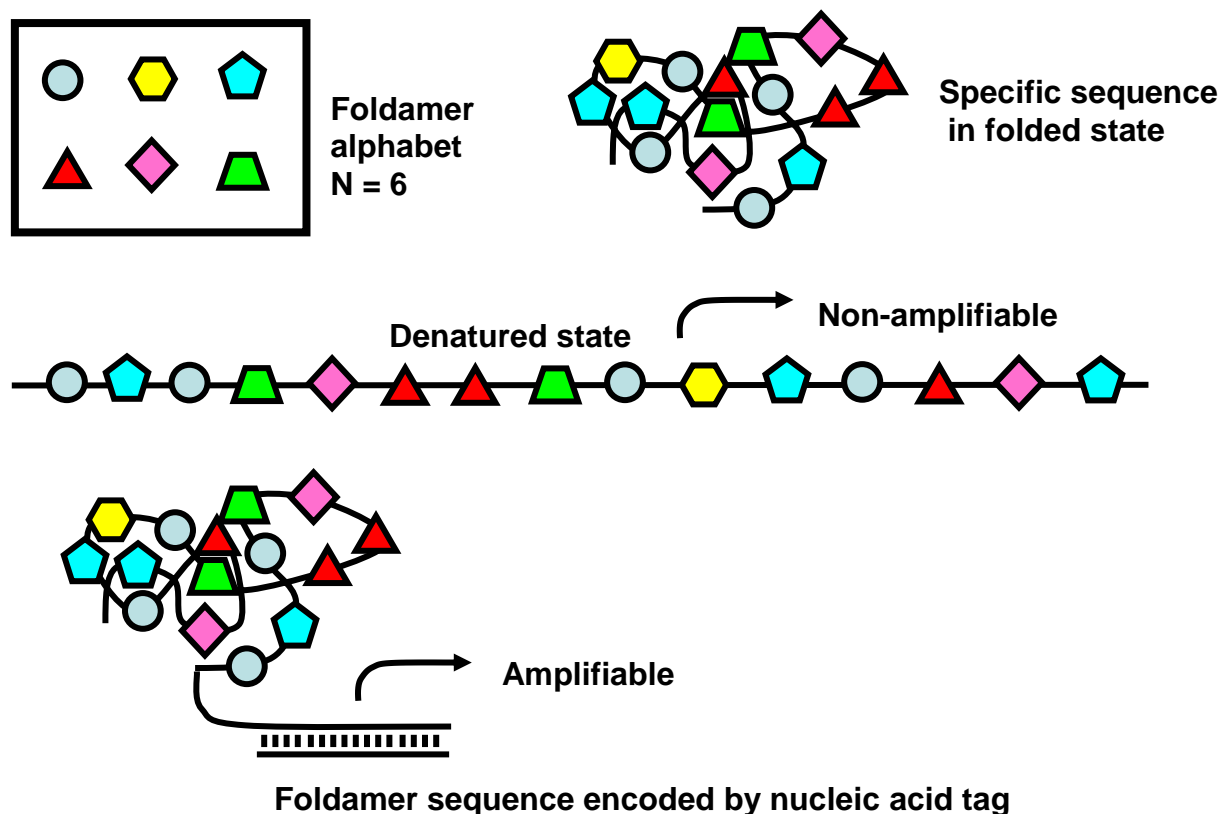 Foldamer
alphabet
N = 6
Specific sequence
in folded state
Denatured state
Non-amplifiable
Amplifiable
Foldamer sequence encoded by nucleic acid tag